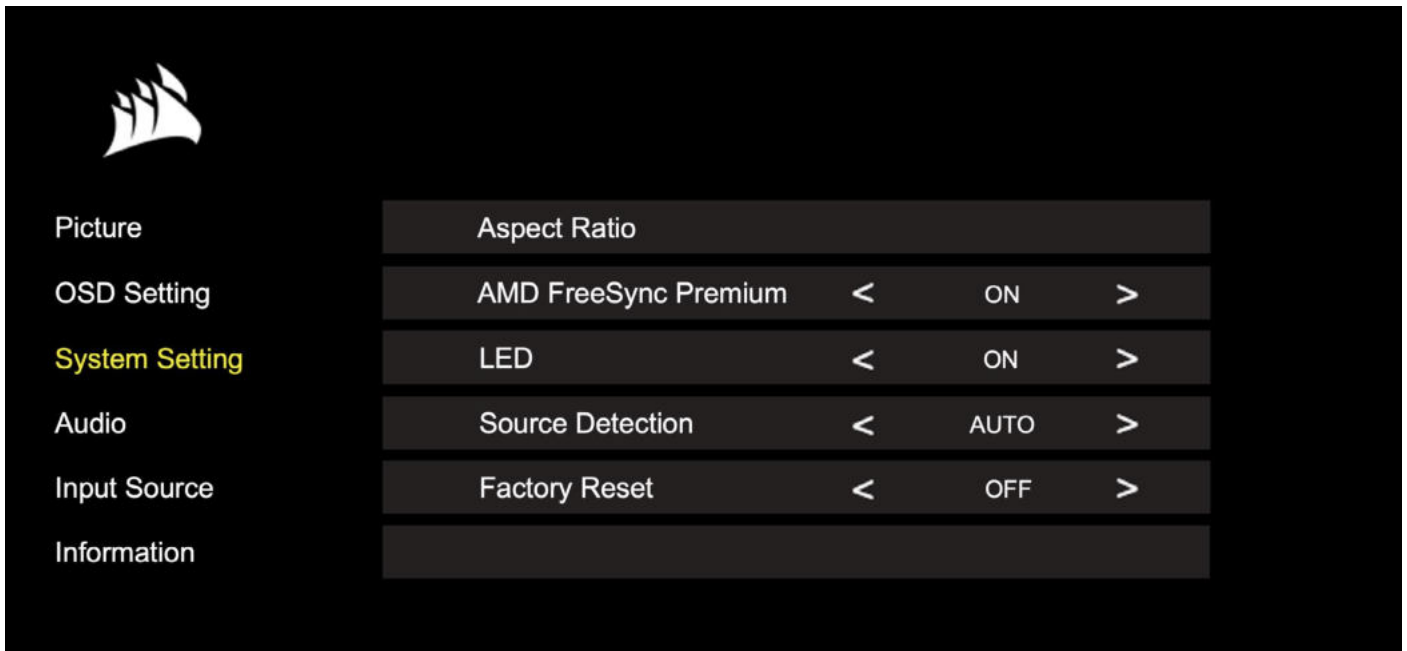 Picture
Aspect Ratio
OSD Setting
AMD FreeSync Premium < ON >
System Setting
LED < ON >
Audio
Source Detection < AUTO >
Input Source
Factory Reset < OFF >
Information